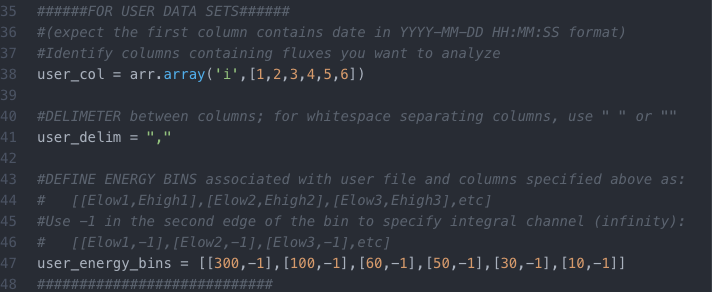 35 ######FOR USER DATA SETS######
36 #(expect the first column contains date in YYYY-MM-DD HH:MM:SS format)
37 #Identify columns containing fluxes you want to analyze
38 user_col = arr.array('i',[1,2,3,4,5,6])
39
40 #DELIMETER between columns; for whitespace separating columns, use " " or ""
41 user_delim = ","
42
43 #DEFINE ENERGY BINS associated with user file and columns specified above as:
44 #   [[Elow1,Ehigh1],[Elow2,Ehigh2],[Elow3,Ehigh3],etc]
45 #Use -1 in the second edge of the bin to specify integral channel (infinity):
46 #   [[Elow1,-1],[Elow2,-1],[Elow3,-1],etc]
47 user_energy_bins = [[300,-1],[100,-1],[60,-1],[50,-1],[30,-1],[10,-1]]
48 ############################